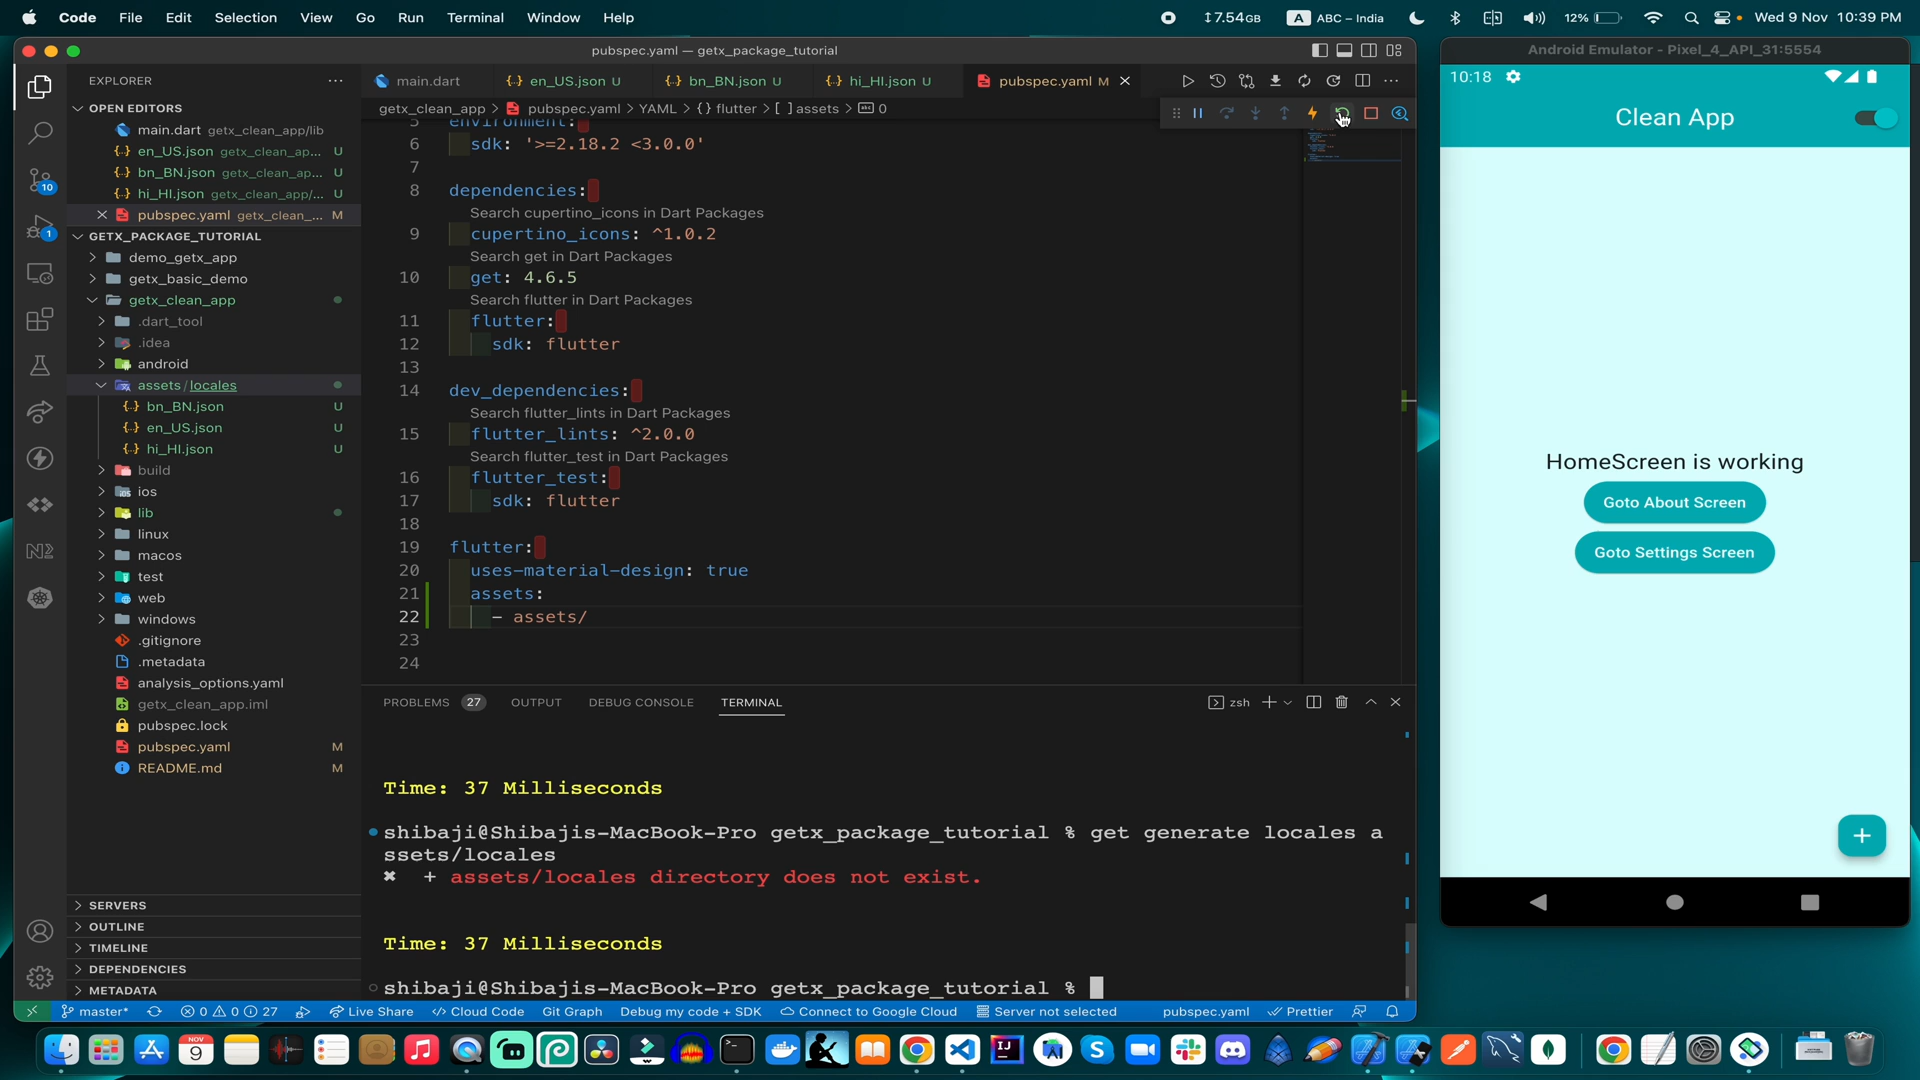 Code File Edit Selection View Go Run Terminal Window Help
7.54GB A ABC – India 12% Wed 9 Nov 10:39 PM
pubspec.yaml — getx_package_tutorial
Android Emulator - Pixel_4_API_31:5554
EXPLORER
main.dart
en_US.json U
bn_BN.json U
hi_HI.json U
pubspec.yaml M
OPEN EDITORS
main.dart getx_clean_app/lib
en_US.json getx_clean_ap... U
bn_BN.json getx_clean_ap... U
hi_HI.json getx_clean_app/... U
pubspec.yaml getx_clean_... M
GETX_PACKAGE_TUTORIAL
demo_getx_app
getx_basic_demo
getx_clean_app
.dart_tool
.idea
android
assets / locales
bn_BN.json U
en_US.json U
hi_HI.json U
build
ios
lib
linux
macos
test
web
windows
.gitignore
.metadata
analysis_options.yaml
getx_clean_app.iml
pubspec.lock
pubspec.yaml M
README.md M
SERVERS
OUTLINE
TIMELINE
DEPENDENCIES
METADATA
10
1
getx_clean_app > pubspec.yaml > YAML > {} flutter > [ ] assets > 0
5 environment:
6 sdk: '>=2.18.2 <3.0.0'
7
8 dependencies:
Search cupertino_icons in Dart Packages
9 cupertino_icons: ^1.0.2
Search get in Dart Packages
10 get: 4.6.5
Search flutter in Dart Packages
11 flutter:
12 sdk: flutter
13
14 dev_dependencies:
Search flutter_lints in Dart Packages
15 flutter_lints: ^2.0.0
Search flutter_test in Dart Packages
16 flutter_test:
17 sdk: flutter
18
19 flutter:
20 uses-material-design: true
21 assets:
22 - assets/
23
24
PROBLEMS 27 OUTPUT DEBUG CONSOLE TERMINAL
zsh
Time: 37 Milliseconds
shibaji@Shibajis-MacBook-Pro getx_package_tutorial % get generate locales a
ssets/locales
✖ + assets/locales directory does not exist.
Time: 37 Milliseconds
shibaji@Shibajis-MacBook-Pro getx_package_tutorial %
master* 0 0 27 Live Share Cloud Code Git Graph Debug my code + SDK Connect to Google Cloud Server not selected pubspec.yaml Prettier
10:18
Clean App
HomeScreen is working
Goto About Screen
Goto Settings Screen
+
NOV
9